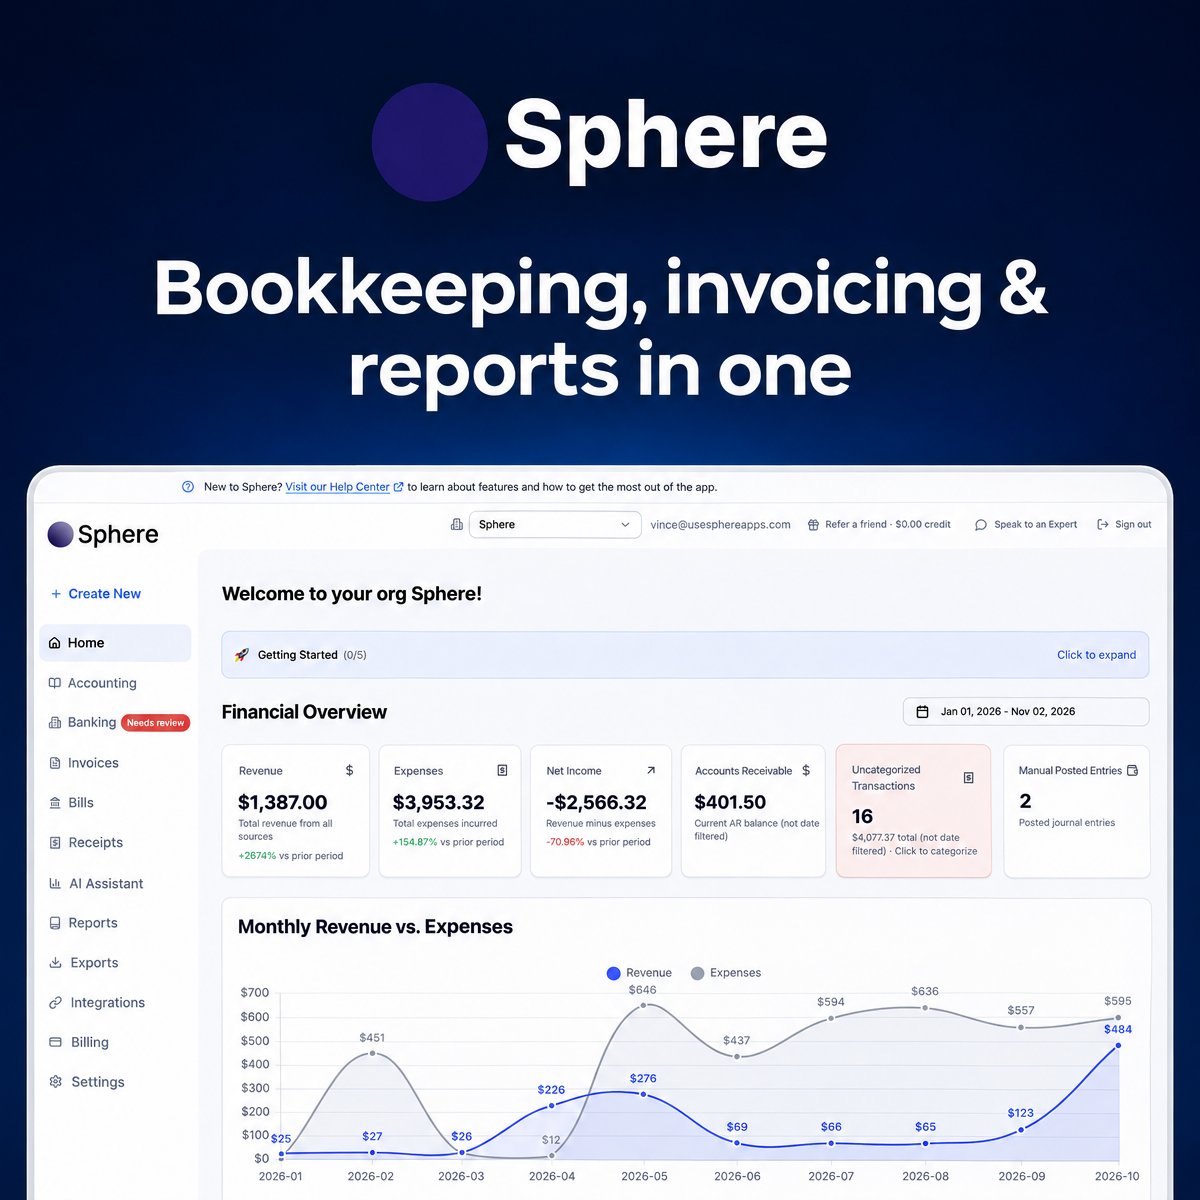 Sphere
Bookkeeping, invoicing &
reports in one
New to Sphere? Visit our Help Center to learn about features and how to get the most out of the app.
Sphere
Sphere
vince@usesphereapps.com
Refer a friend · $0.00 credit
Speak to an Expert
Sign out
+ Create New
Home
Accounting
Banking Needs review
Invoices
Bills
Receipts
AI Assistant
Reports
Exports
Integrations
Billing
Settings
Welcome to your org Sphere!
Getting Started (0/5)
Click to expand
Financial Overview
Jan 01, 2026 - Nov 02, 2026
Revenue $
$1,387.00
Total revenue from all
sources
+2674% vs prior period
Expenses
$3,953.32
Total expenses incurred
+154.87% vs prior period
Net Income
-$2,566.32
Revenue minus expenses
-70.96% vs prior period
Accounts Receivable $
$401.50
Current AR balance (not date
filtered)
Uncategorized
Transactions
16
$4,077.37 total (not date
filtered) · Click to categorize
Manual Posted Entries
2
Posted journal entries
Monthly Revenue vs. Expenses
Revenue Expenses
$700
$600
$500
$400
$300
$200
$100
$0
$25
$451
$27
$26
$226
$12
$646
$276
$437
$69
$594
$66
$636
$65
$557
$123
$595
$484
2026-01 2026-02 2026-03 2026-04 2026-05 2026-06 2026-07 2026-08 2026-09 2026-10